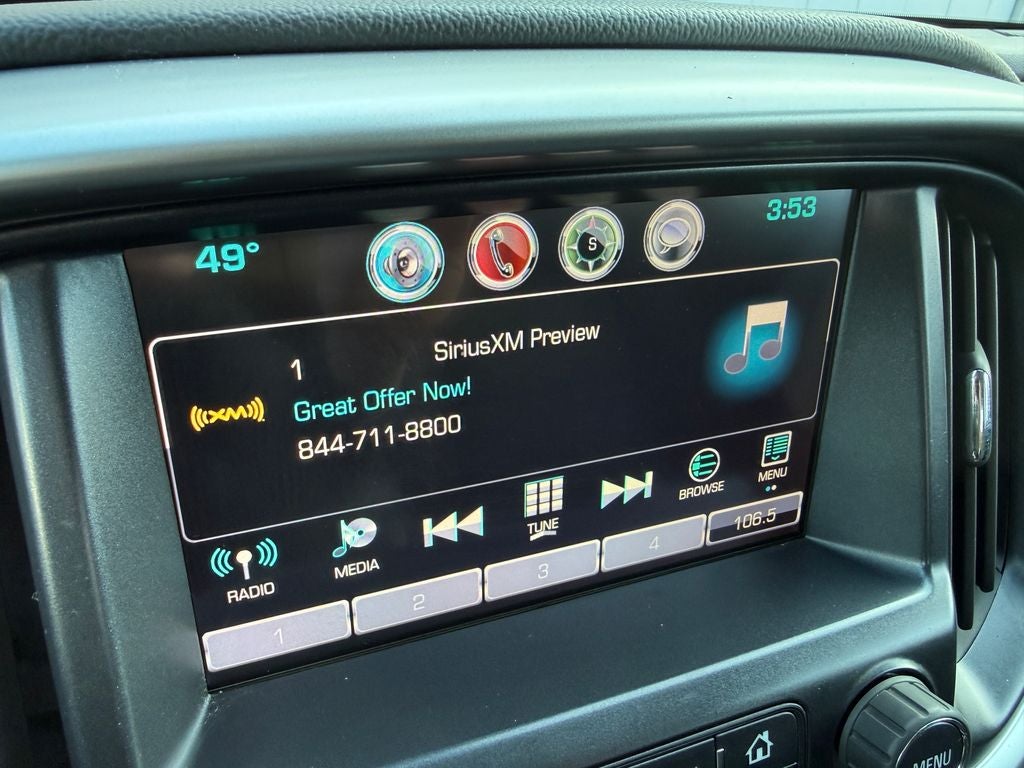 49°
S
3:53
1
SiriusXM Preview
((XM))
Great Offer Now!
844-711-8800
RADIO
MEDIA
TUNE
BROWSE
MENU
1
2
3
4
106.5
MENU